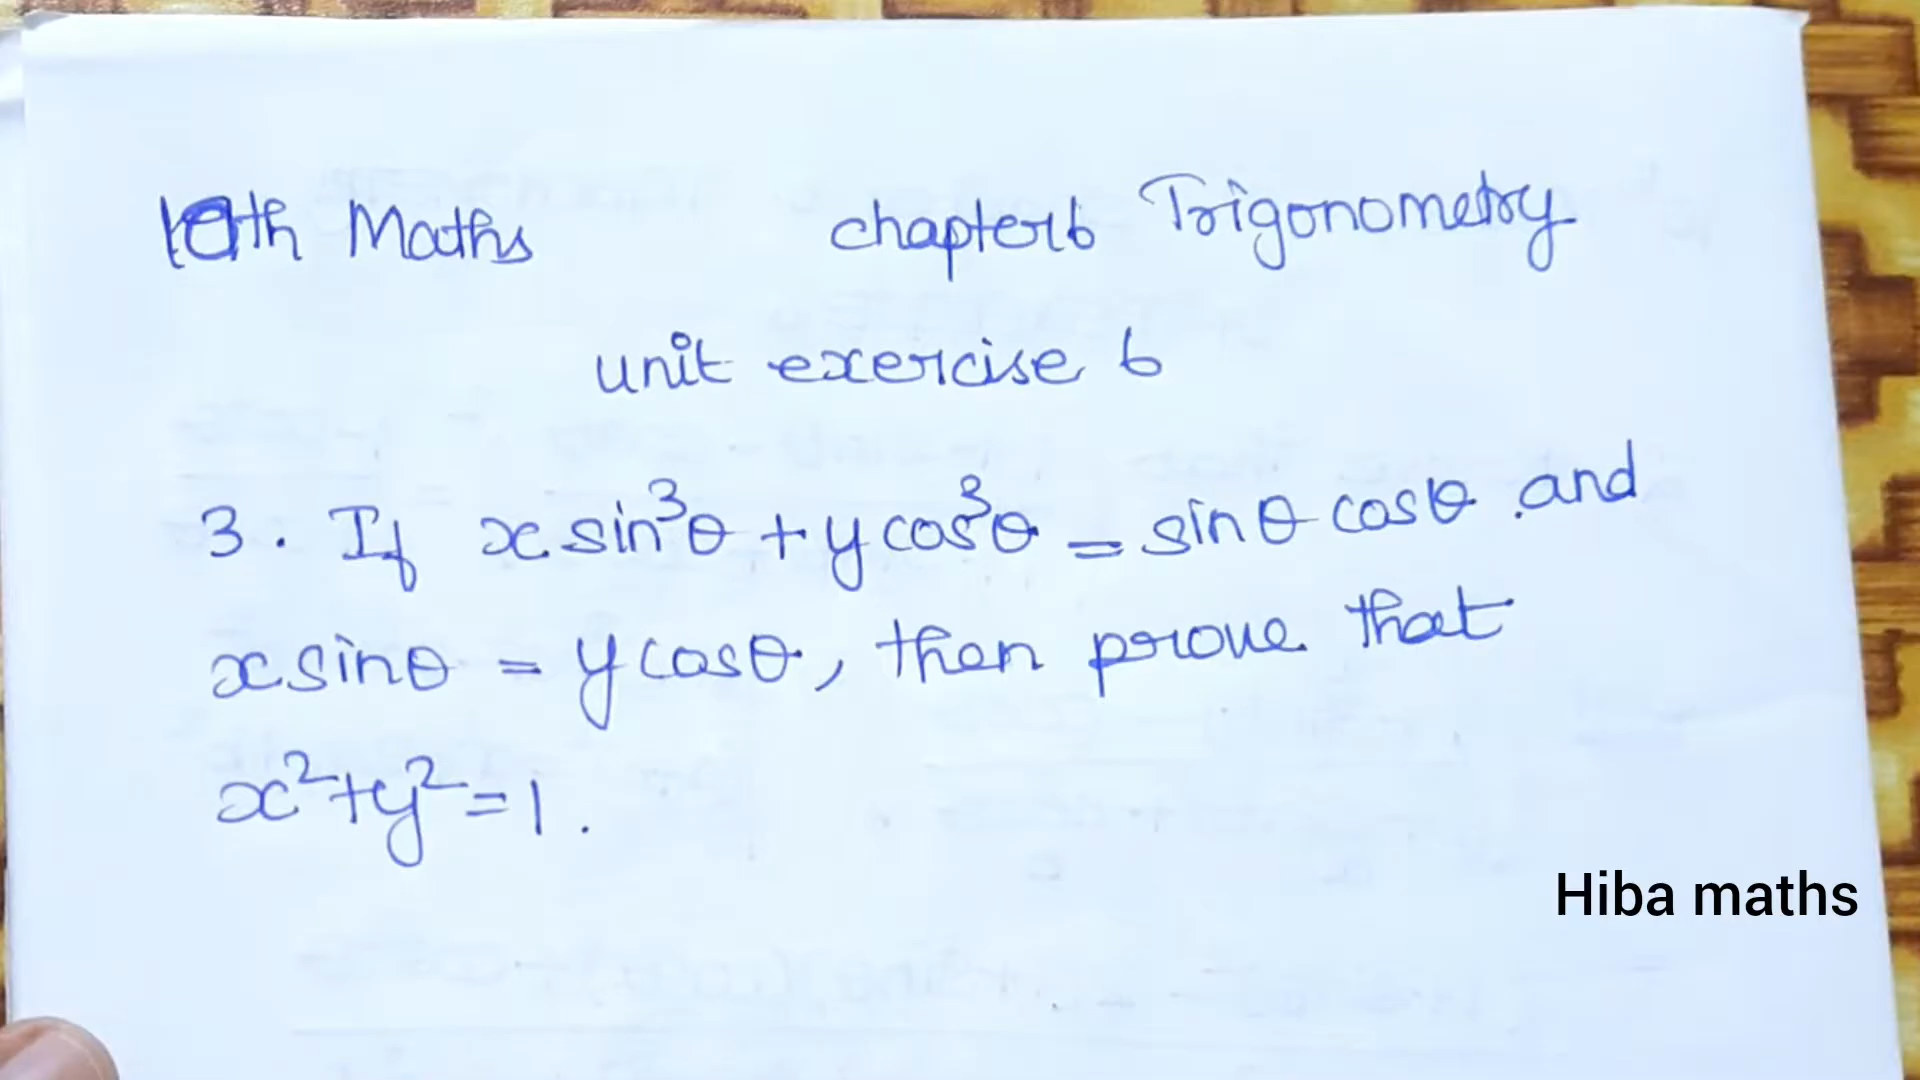 10th Maths chapter 6 Trigonometry
unit exercise 6
3. If x sin³θ + y cos³θ = sinθ cosθ and
x sinθ = y cosθ, then prove that
x² + y² = 1.
Hiba maths